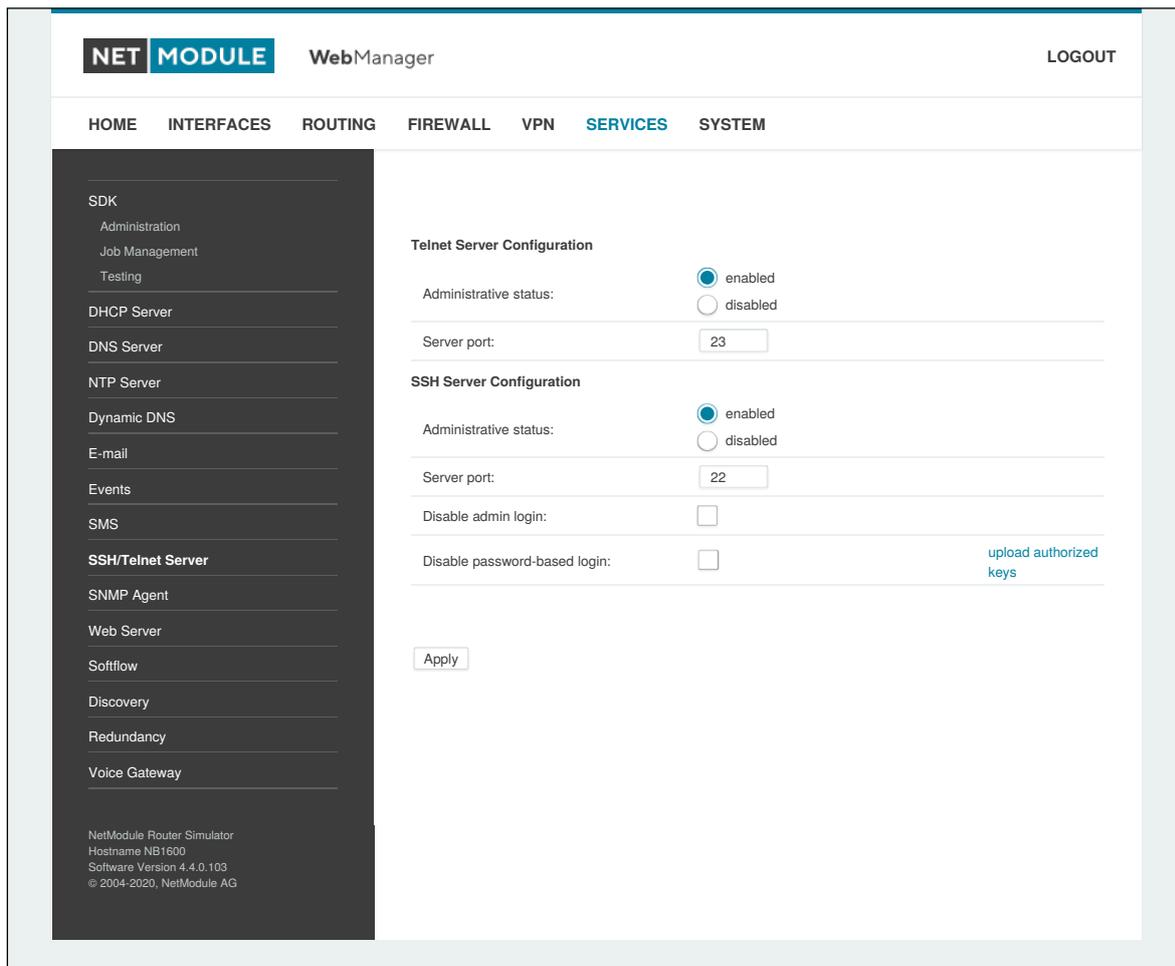 NET MODULE WebManager LOGOUT
HOME INTERFACES ROUTING FIREWALL VPN SERVICES SYSTEM
SDK
Administration
Job Management
Testing
DHCP Server
DNS Server
NTP Server
Dynamic DNS
E-mail
Events
SMS
SSH/Telnet Server
SNMP Agent
Web Server
Softflow
Discovery
Redundancy
Voice Gateway
NetModule Router Simulator
Hostname NB1600
Software Version 4.4.0.103
© 2004-2020, NetModule AG
Telnet Server Configuration
Administrative status:
enabled
disabled
Server port: 23
SSH Server Configuration
Administrative status:
enabled
disabled
Server port: 22
Disable admin login:
Disable password-based login:
upload authorized
keys
Apply